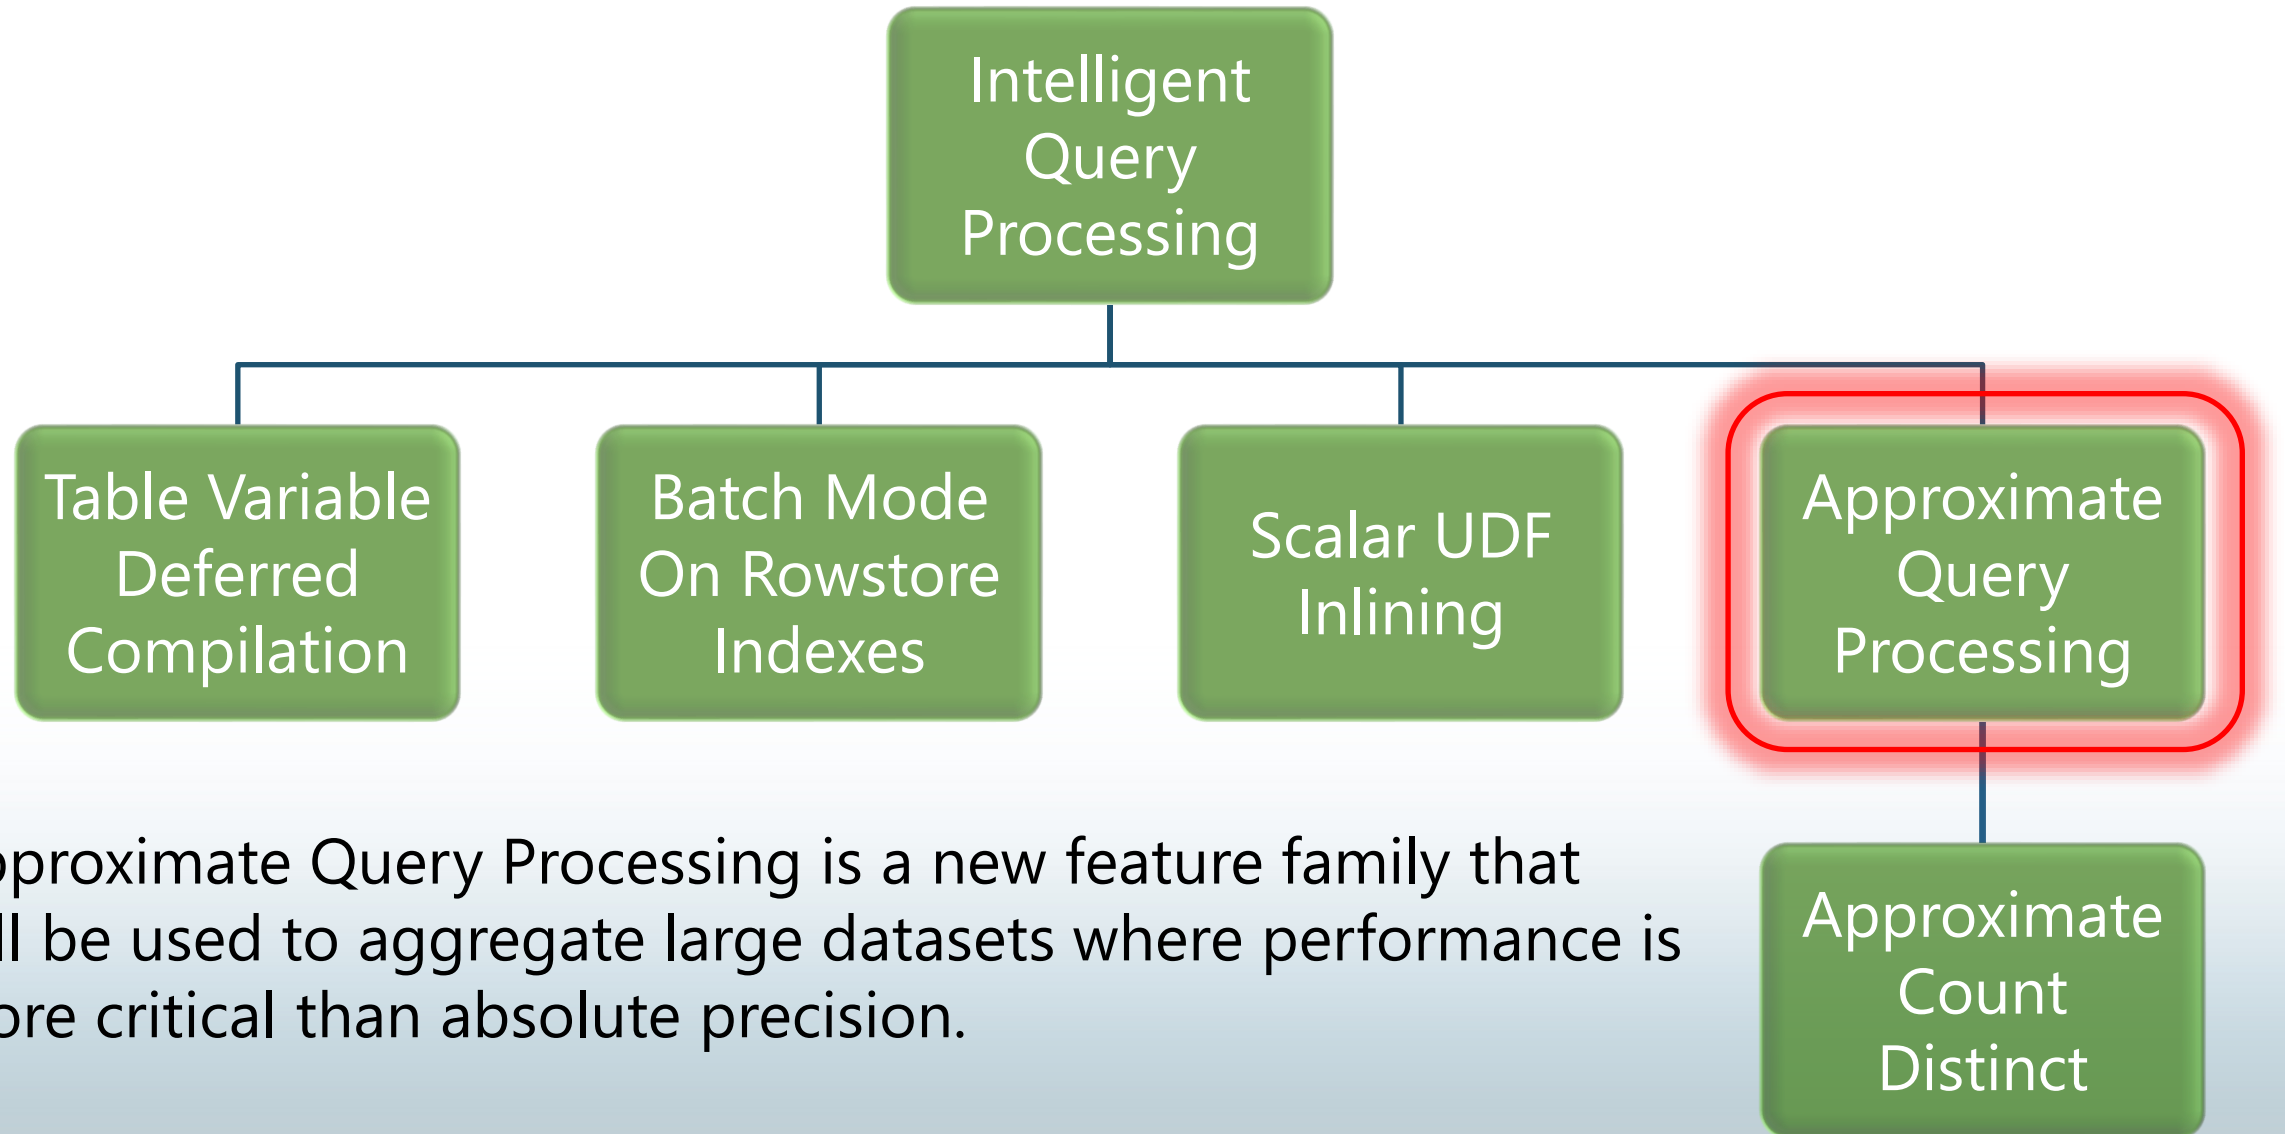 Intelligent
Query
Processing
Table Variable
Deferred
Compilation
Batch Mode
On Rowstore
Indexes
Scalar UDF
Inlining
Approximate
Query
Processing
pproximate Query Processing is a new feature family that
ll be used to aggregate large datasets where performance is
ore critical than absolute precision.
Approximate
Count
Distinct